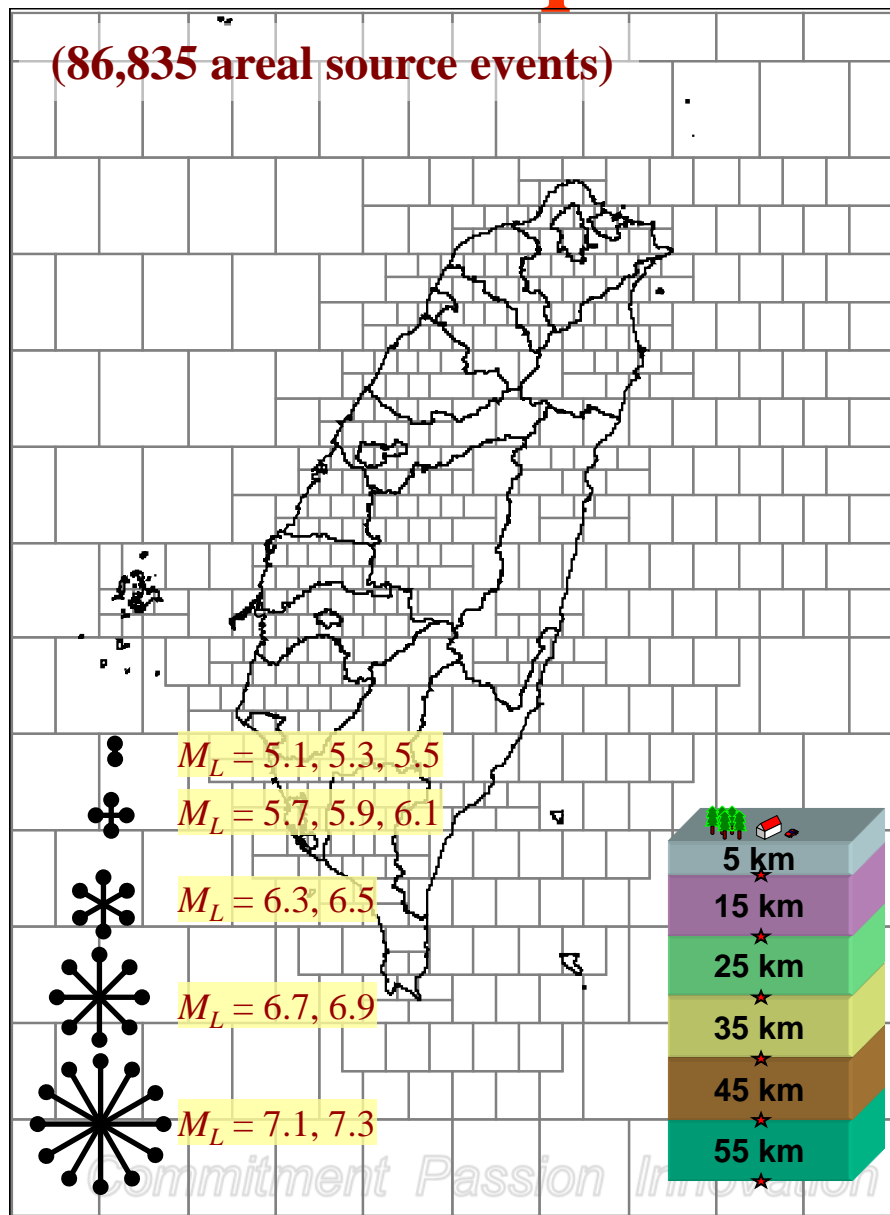 (86,835 areal source events)
M_L = 5.1, 5.3, 5.5
M_L = 5.7, 5.9, 6.1
M_L = 6.3, 6.5
M_L = 6.7, 6.9
M_L = 7.1, 7.3
5 km
15 km
25 km
35 km
45 km
55 km
Commitment Passion Innovation